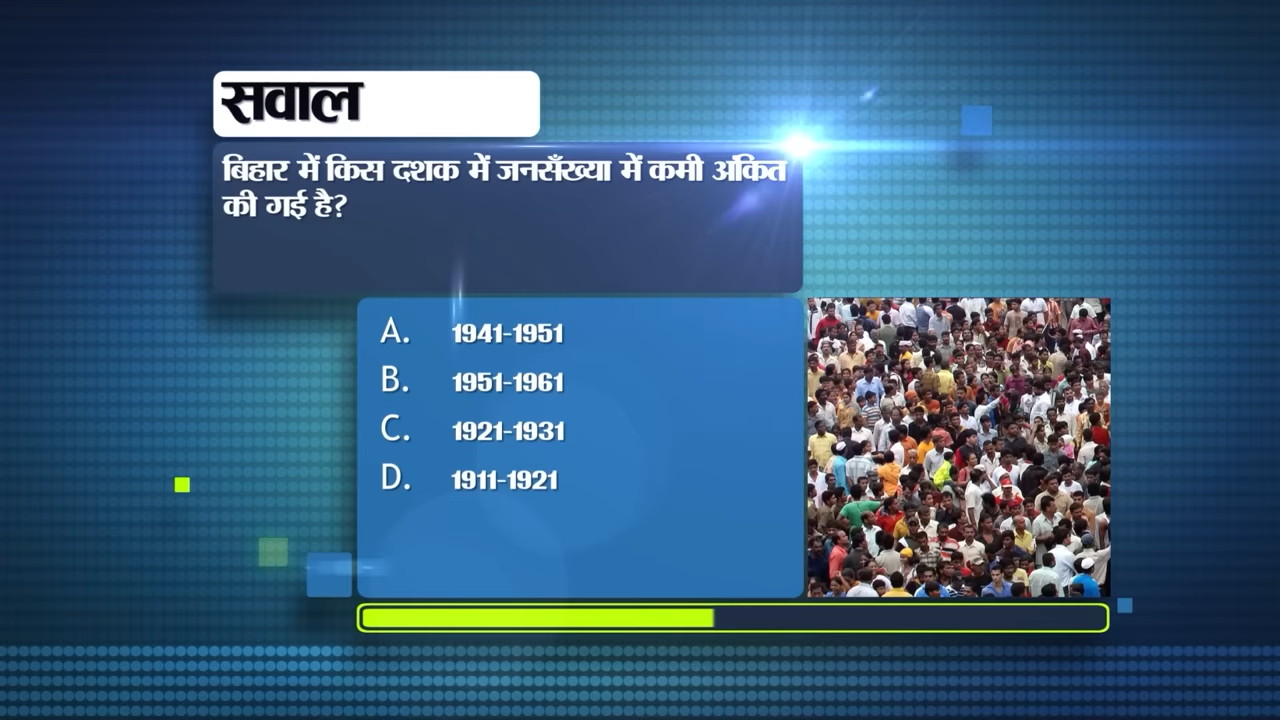 सवाल
बिहार में किस दशक में जनसँख्या में कमी अंकित
की गई है?
A. 1941-1951
B. 1951-1961
C. 1921-1931
D. 1911-1921